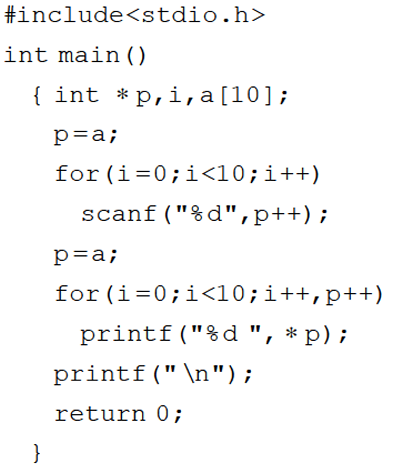 #include<stdio.h>
int main()
{ int *p,i,a[10];
p=a;
for(i=0;i<10;i++)
scanf("%d",p++);
p=a;
for(i=0;i<10;i++,p++)
printf("%d ", *p);
printf("\n");
return 0;
}